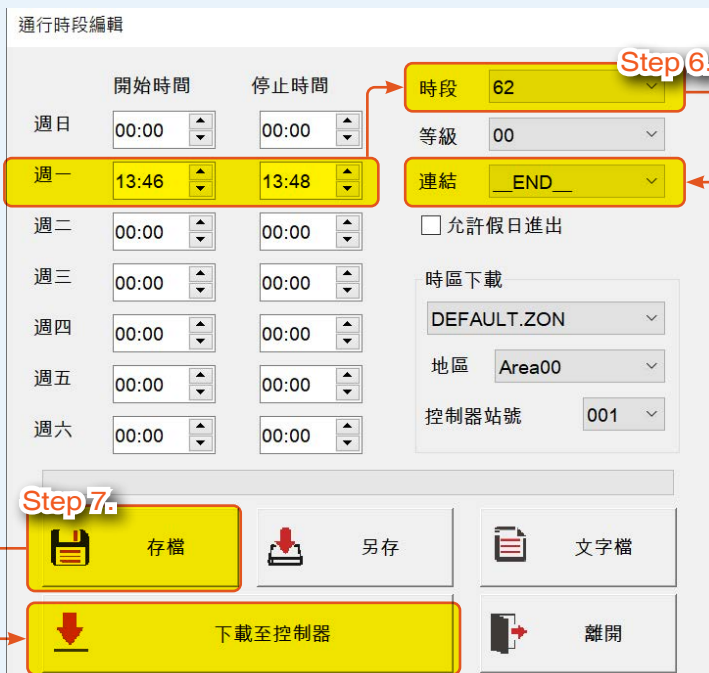 通行時段編輯
Step 6.
開始時間 停止時間 時段 62
週日 00:00 00:00 等級 00
週一 13:46 13:48 連結 __END__
週二 00:00 00:00 允許假日進出
週三 00:00 00:00 時區下載
週四 00:00 00:00 DEFAULT.ZON
週五 00:00 00:00 地區 Area00
週六 00:00 00:00 控制器站號 001
Step 7.
存檔 另存 文字檔
下載至控制器 離開